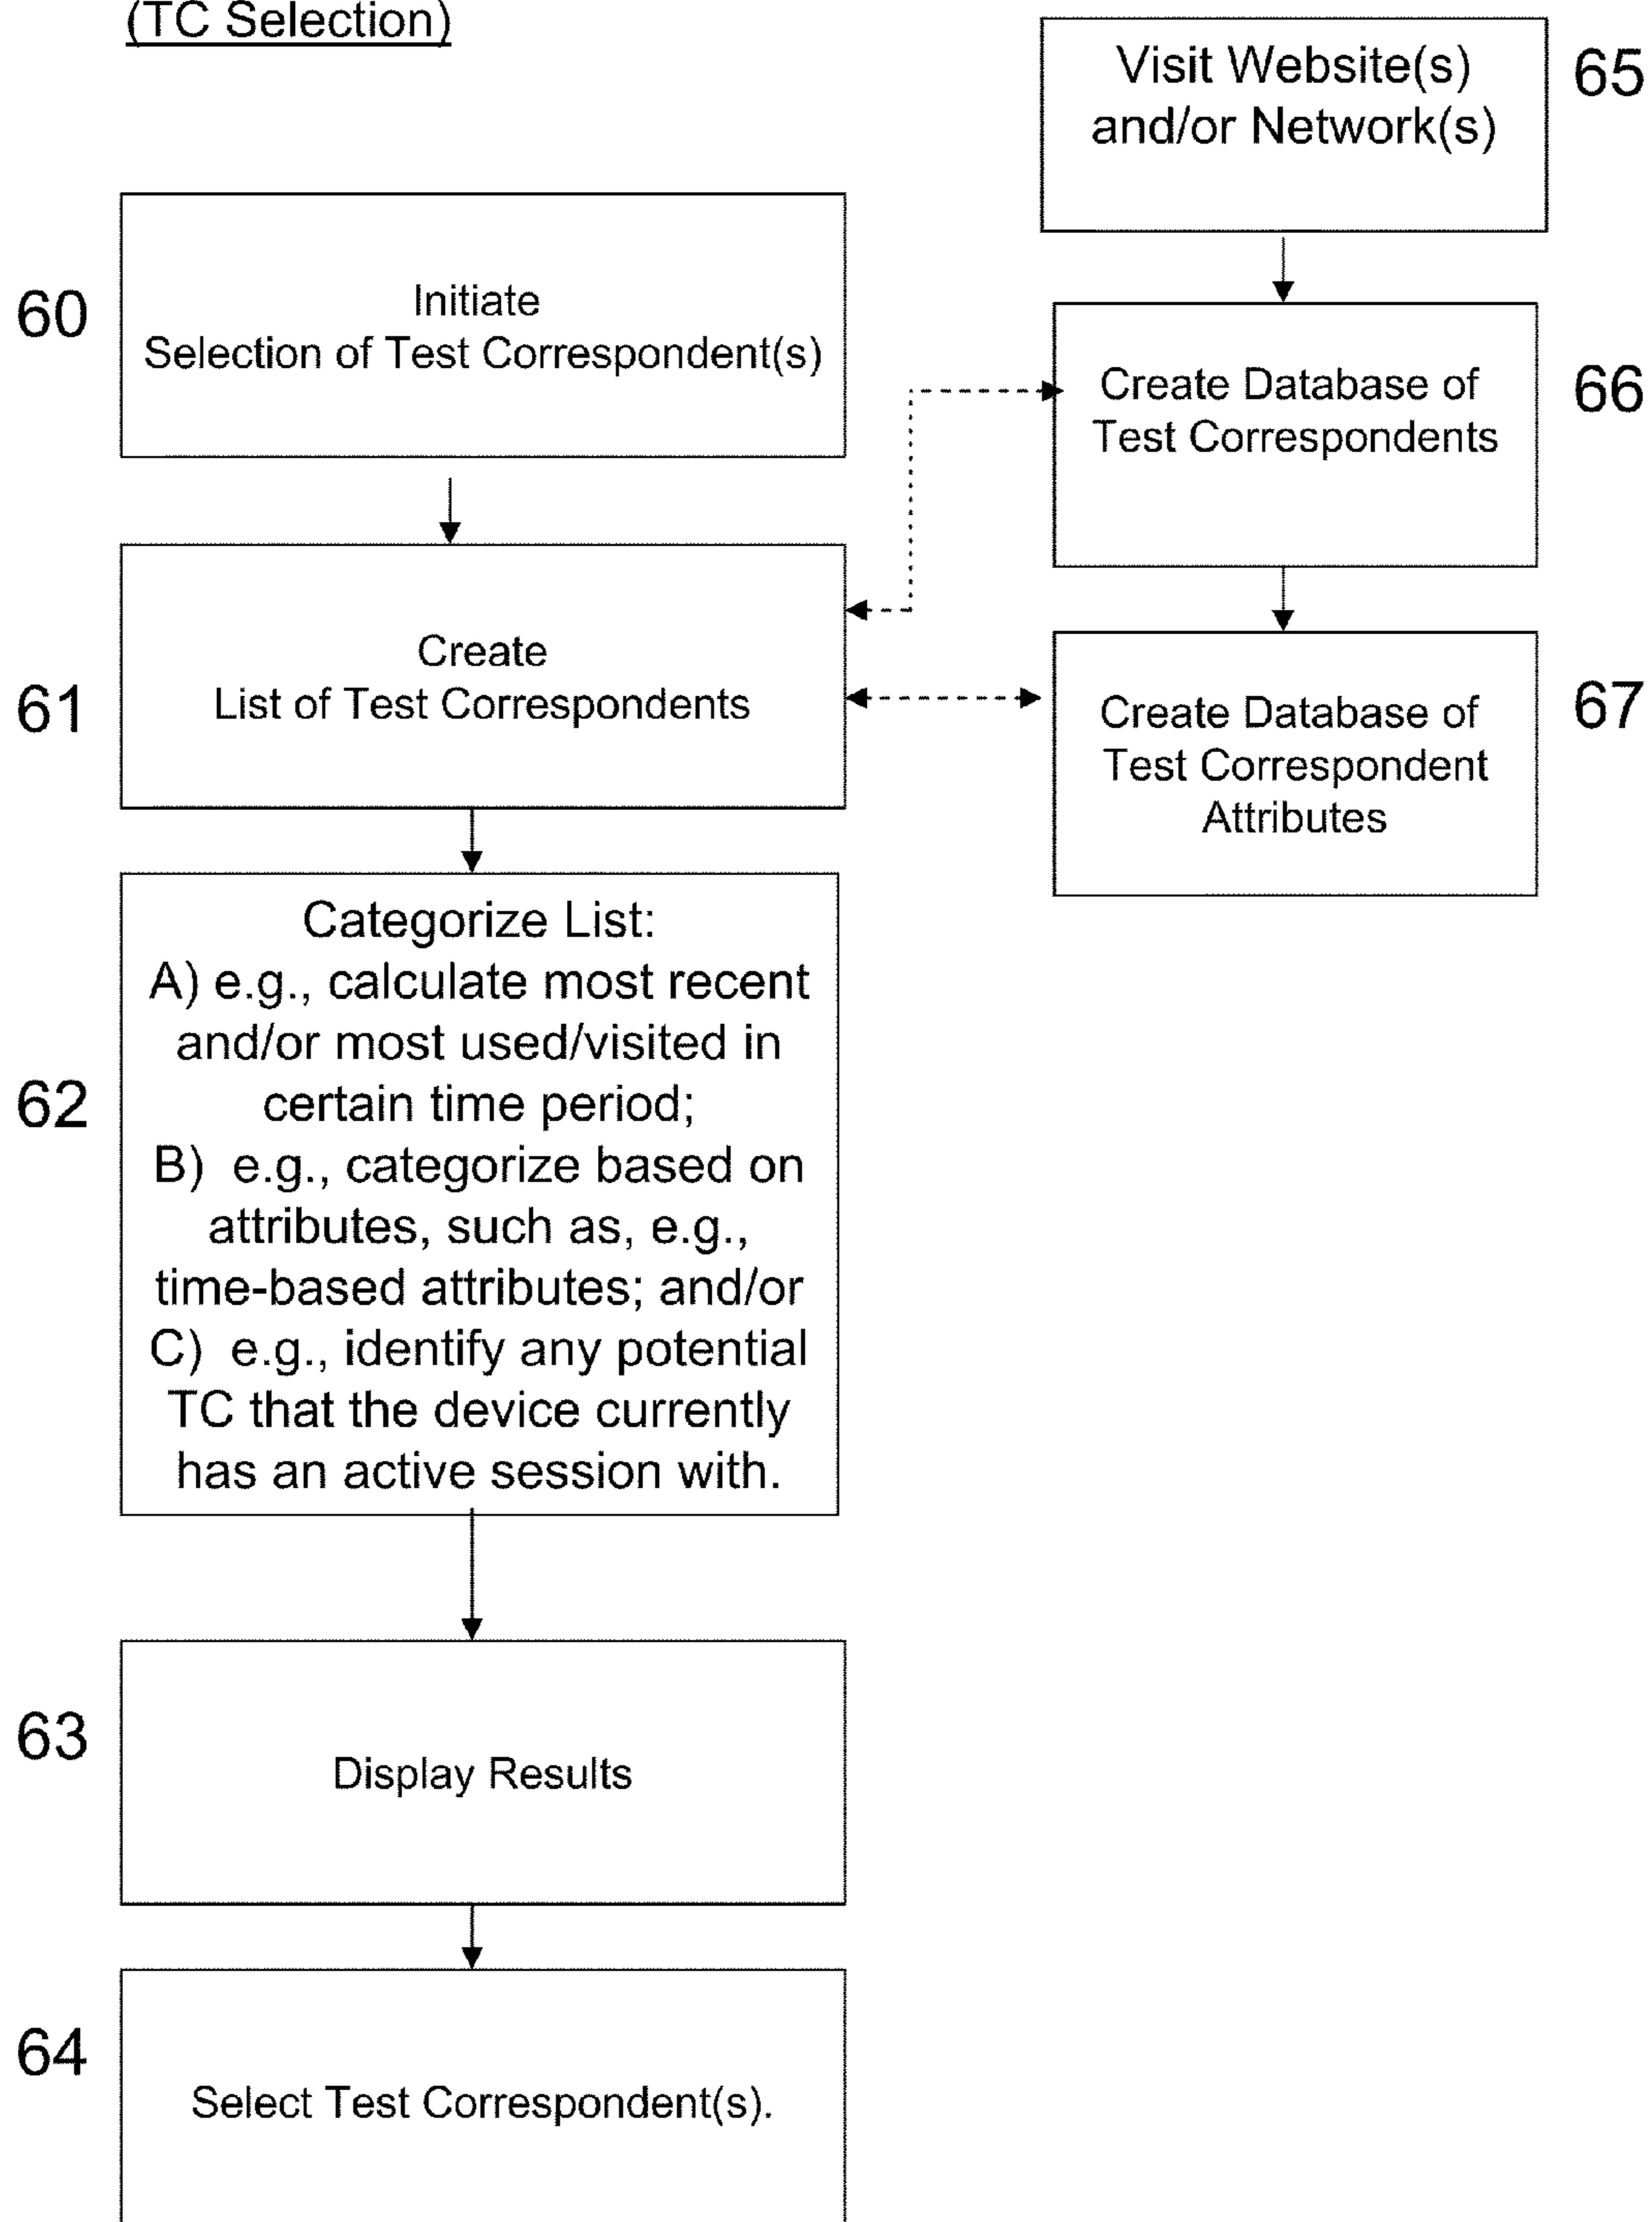 (TC Selection)
Visit Website(s)
and/or Network(s)
65
60
Initiate
Selection of Test Correspondent(s)
Create Database of
Test Correspondents
66
61
Create
List of Test Correspondents
Create Database of
Test Correspondent
Attributes
67
62
Categorize List:
A) e.g., calculate most recent
and/or most used/visited in
certain time period;
B) e.g., categorize based on
attributes, such as, e.g.,
time-based attributes; and/or
C) e.g., identify any potential
TC that the device currently
has an active session with.
63
Display Results
64
Select Test Correspondent(s).